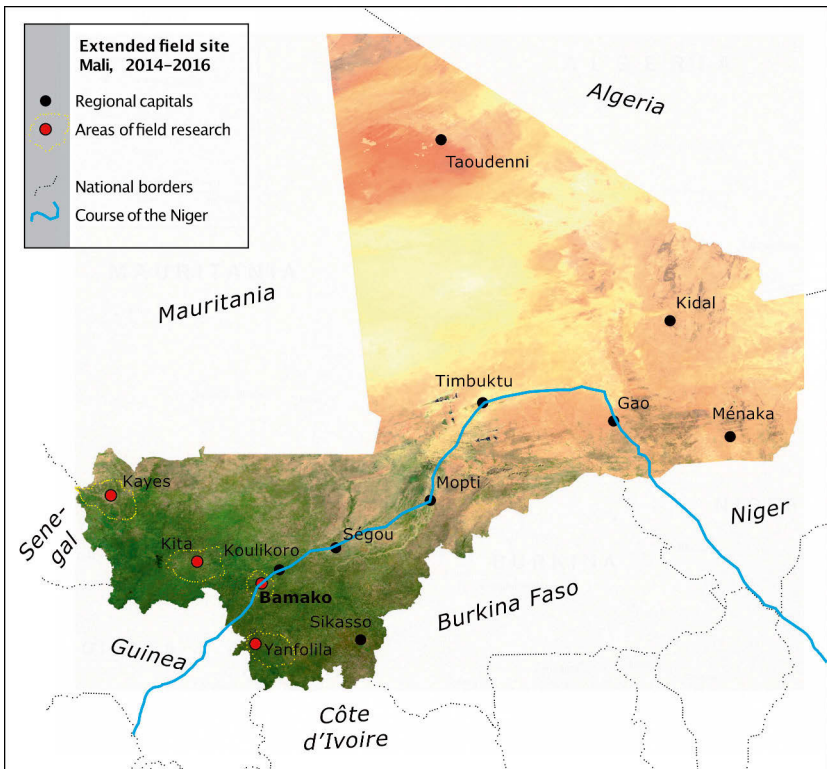 Extended field site
Mali, 2014–2016
Regional capitals
Areas of field research
National borders
Course of the Niger
Algeria
Taoudenni
MAURITANIA
Mauritania
Kidal
Timbuktu
Gao
Ménaka
Kayes
Mopti
Niger
Sene-
gal
Kita
Koulikoro
Ségou
BURKINA
Bamako
Burkina Faso
Sikasso
Guinea
Yanfolila
Côte
d'Ivoire